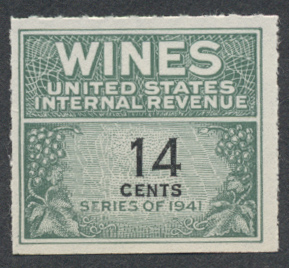 WINES
UNITED STATES
INTERNAL REVENUE
14
CENTS
SERIES OF 1941